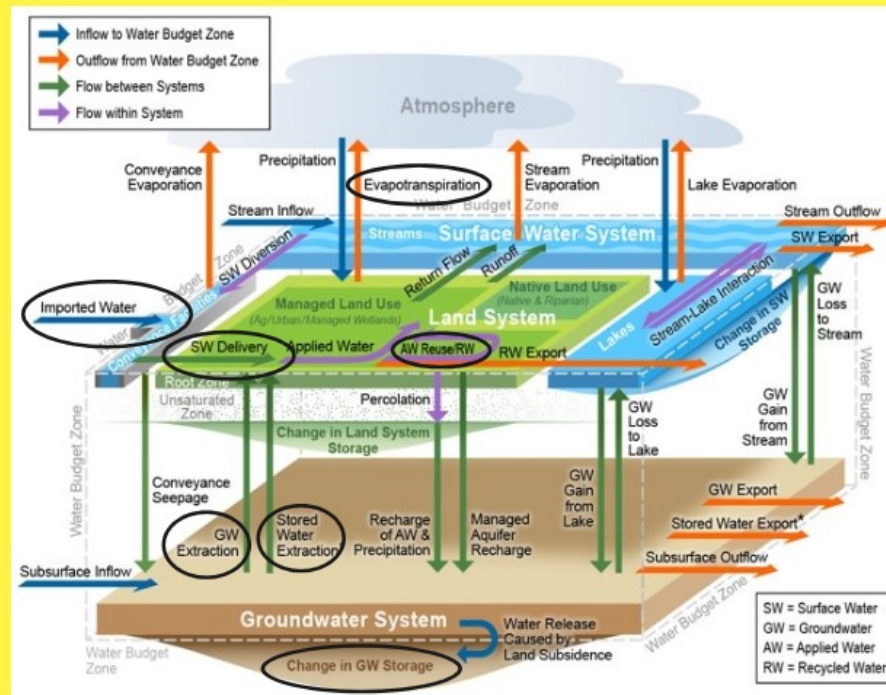 Inflow to Water Budget Zone
Outflow from Water Budget Zone
Flow between Systems
Flow within System
Atmosphere
Conveyance
Evaporation
Precipitation
Evapotranspiration
Stream
Evaporation
Precipitation
Lake Evaporation
Water Budget Zone
Stream Inflow
Stream Outflow
Streams
Surface Water System
SW Export
SW Diversion
Return Flow
Runoff
Native Land Use
(Native & Riparian)
Managed Land Use
(Ag/Urban/Managed Wetlands)
Land System
Stream-Lake Interaction
Lakes
Change in SW
Storage
GW
Loss to
Stream
Imported Water
Water Budget Zone
Conveyance Facilities
SW Delivery
Applied Water
AW Reuse/RW
RW Export
Root Zone
Unsaturated
Zone
Percolation
Change in Land System
Storage
GW
Loss
to
Lake
GW
Gain from
Stream
Water Budget Zone
Water Budget Zone
Conveyance
Seepage
GW
Extraction
Stored
Water
Extraction
Recharge
of AW &
Precipitation
Managed
Aquifer
Recharge
GW
Gain
from
Lake
GW Export
Stored Water Export*
Subsurface Outflow
Subsurface Inflow
Groundwater System
Water Release
Caused by
Land Subsidence
Change in GW Storage
Water Budget
Zone
Water Budget Zone
SW = Surface Water
GW = Groundwater
AW = Applied Water
RW = Recycled Water